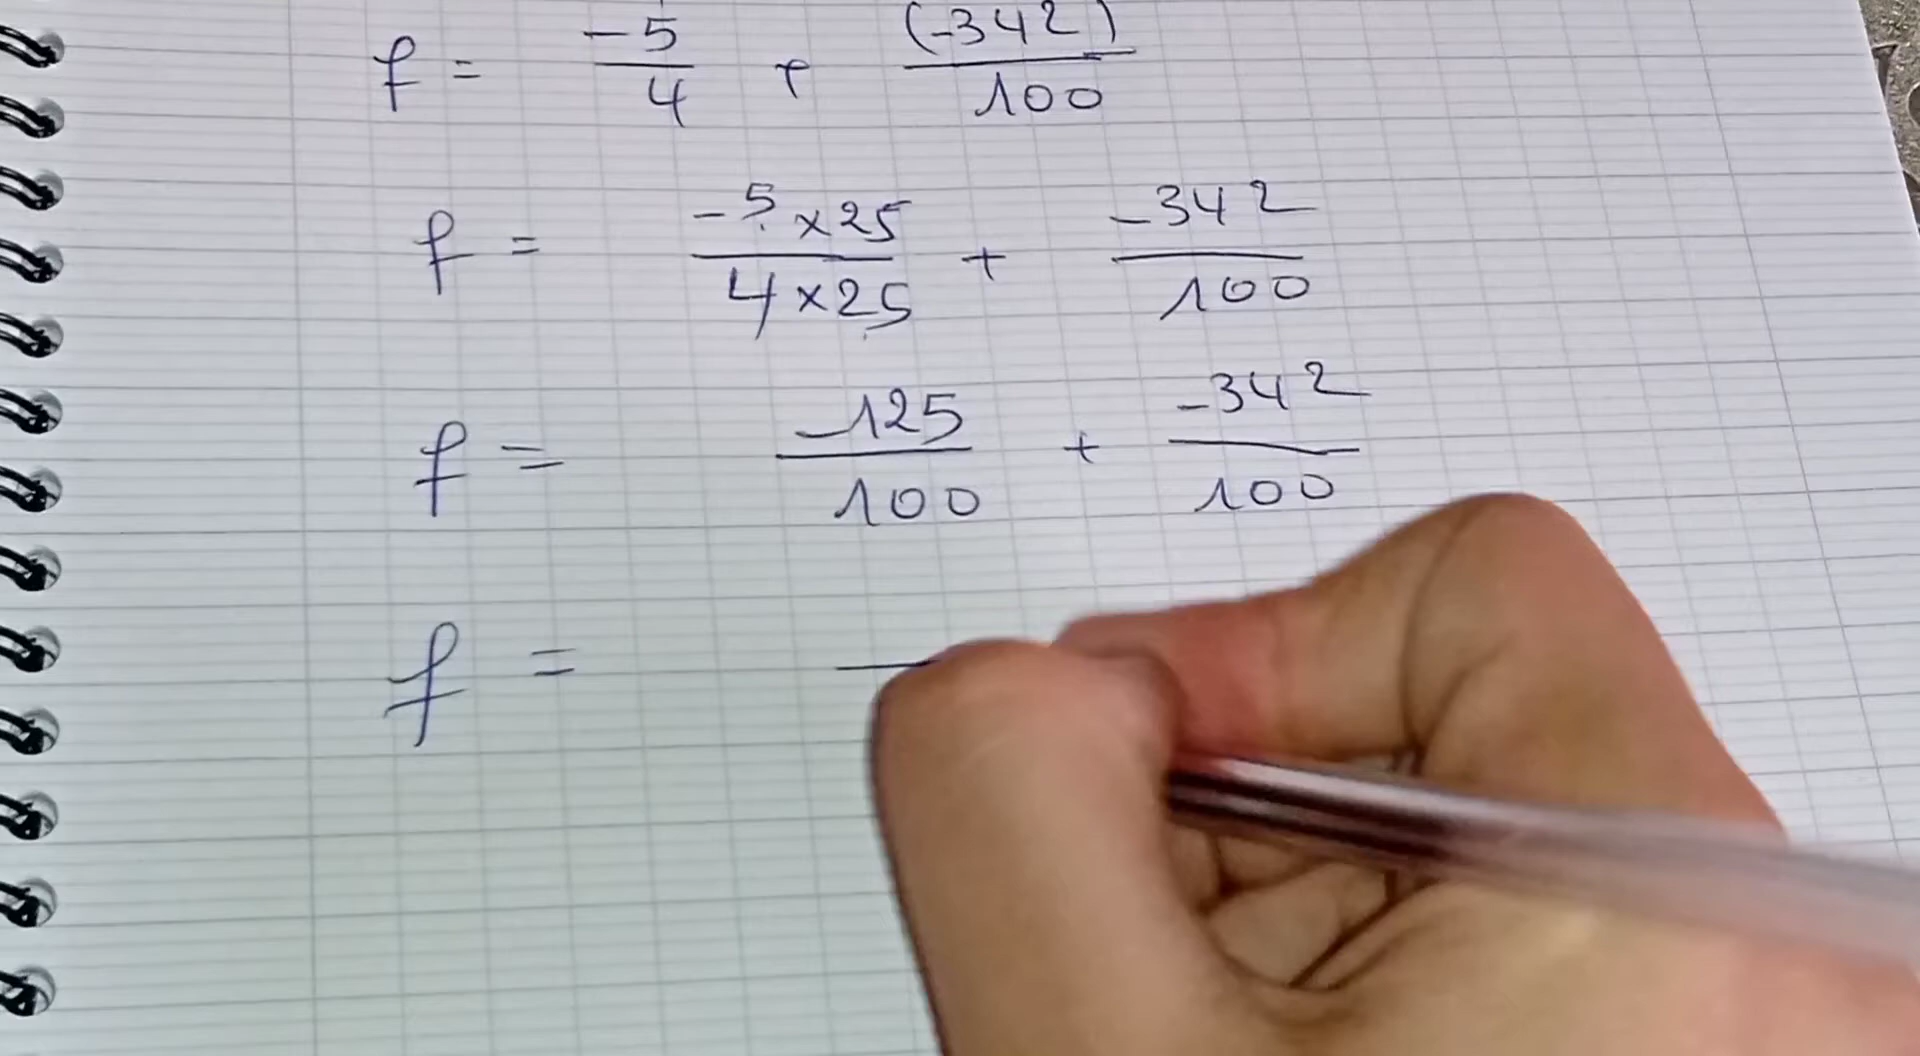 f = -5/4 + (-342)/100
f = -5×25/4×25 + -342/100
f = -125/100 + -342/100
f =